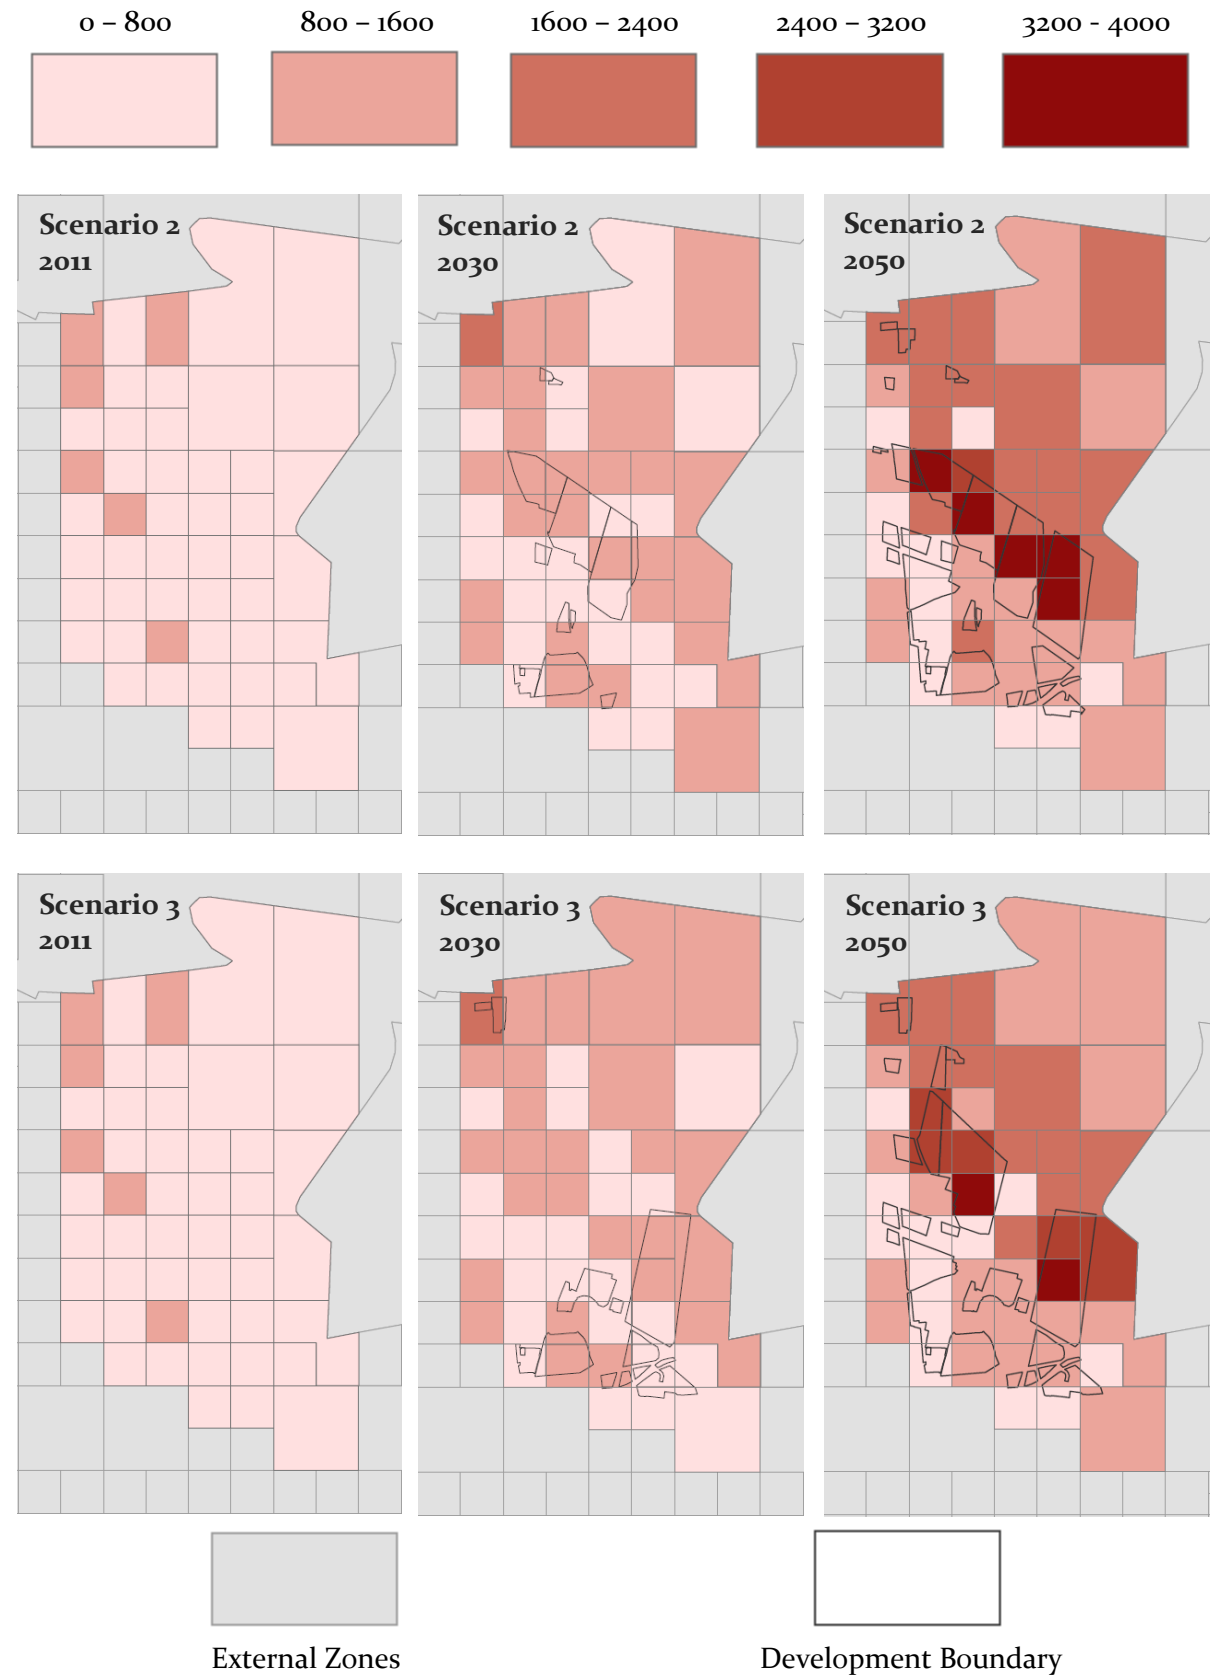 0 – 800
800 – 1600
1600 – 2400
2400 – 3200
3200 - 4000
Scenario 2
2011
Scenario 2
2030
Scenario 2
2050
Scenario 3
2011
Scenario 3
2030
Scenario 3
2050
External Zones
Development Boundary